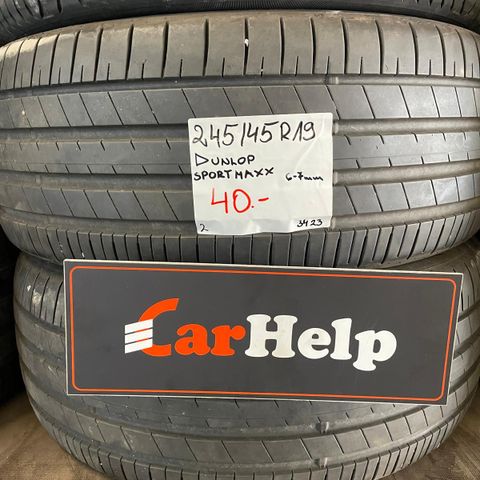 245/45R19
DUNLOP
SPORTMAXX 6-7mm
40.-
2 3423
CarHelp